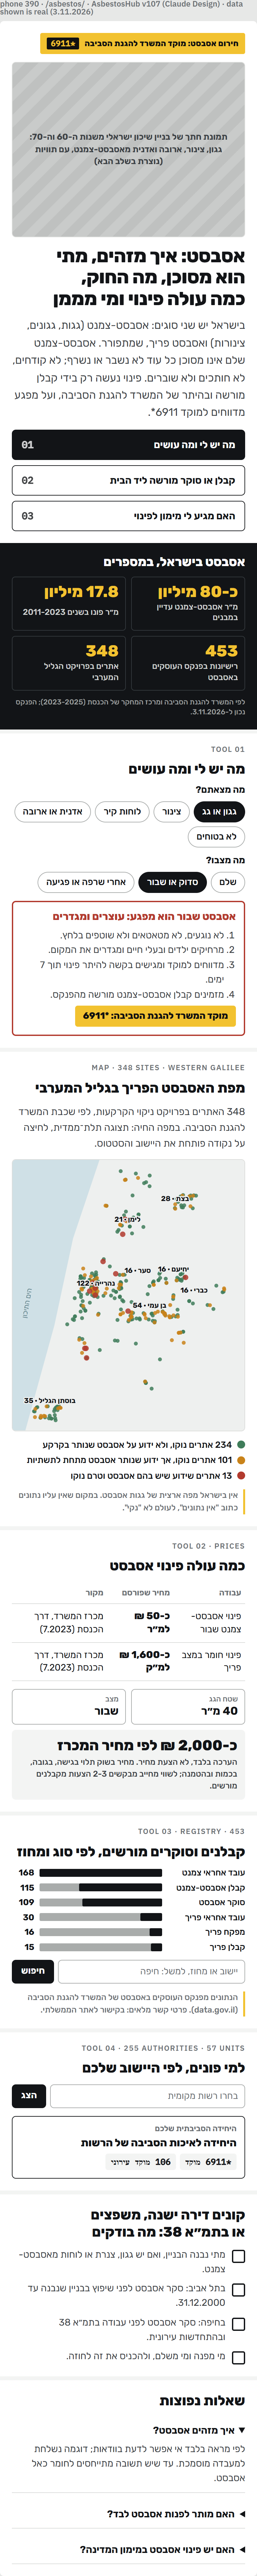 phone 390 · /asbestos/ · AsbestosHub v107 (Claude Design) · data
shown is real (3.11.2026)
חירום אסבסט: מוקד המשרד להגנת הסביבה 6911*
תמונת חתך של בניין שיכון ישראלי משנות ה-60 וה-70:
גגון, צינור, ארובה ואדנית מאסבסט-צמנט, עם תוויות
(נוצרת בשלב הבא)
אסבסט: איך מזהים, מתי
הוא מסוכן, מה החוק,
כמה עולה פינוי ומי מממן
בישראל יש שני סוגים: אסבסט-צמנט (גגות, גגונים,
צינורות) ואסבסט פריך, שמתפורר. אסבסט-צמנט
שלם אינו מסוכן כל עוד לא נשבר או נשרף; לא קודחים,
לא חותכים ולא שוברים. פינוי נעשה רק בידי קבלן
מורשה ובהיתר של המשרד להגנת הסביבה, ועל מפגע
מדווחים למוקד 6911*.
מה יש לי ומה עושים 01
קבלן או סוקר מורשה ליד הבית 02
האם מגיע לי מימון לפינוי 03
אסבסט בישראל, במספרים
כ-80 מיליון
מ״ר אסבסט-צמנט עדיין
במבנים
17.8 מיליון
מ״ר פונו בשנים 2011-2023
453
רישיונות בפנקס העוסקים
באסבסט
348
אתרים בפרויקט הגליל
המערבי
לפי המשרד להגנת הסביבה ומרכז המחקר של הכנסת (2023-2025); הפנקס
נכון ל-3.11.2026.
TOOL 01
מה יש לי ומה עושים
מה מצאתם?
גגון או גג
צינור
לוחות קיר
אדנית או ארובה
לא בטוחים
מה מצבו?
שלם
סדוק או שבור
אחרי שרפה או פגיעה
אסבסט שבור הוא מפגע: עוצרים ומגדרים
1. לא נוגעים, לא מטאטאים ולא שוטפים בלחץ.
2. מרחיקים ילדים ובעלי חיים ומגדרים את המקום.
3. מדווחים למוקד ומגישים בקשה להיתר פינוי תוך 7
ימים.
4. מזמינים קבלן אסבסט-צמנט מורשה מהפנקס.
מוקד המשרד להגנת הסביבה: 6911*
MAP · 348 SITES · WESTERN GALILEE
מפת האסבסט הפריך בגליל המערבי
348 האתרים בפרויקט ניקוי הקרקעות, לפי שכבת המשרד
להגנת הסביבה. במפה החיה: תצוגה תלת־ממדית, לחיצה
על נקודה פותחת את היישוב והסטטוס.
בצת · 28
לימן · 21
סער · 16
יחיעם · 16
נהרייה · 122
כברי · 16
בן עמי · 54
הים התיכון
בוסתן הגליל · 35
234 אתרים נוקו, ולא ידוע על אסבסט שנותר בקרקע
101 אתרים נוקו, אך ידוע שנותר אסבסט מתחת לתשתיות
13 אתרים שידוע שיש בהם אסבסט וטרם נוקו
אין בישראל מפה ארצית של גגות אסבסט. במקום שאין עליו נתונים
כתוב "אין נתונים", לעולם לא "נקי".
TOOL 02 · PRICES
כמה עולה פינוי אסבסט
עבודה מחיר שפורסם מקור
פינוי אסבסט-
צמנט שבור
כ-50 ₪
למ״ר
מכרז המשרד, דרך
הכנסת (7.2023)
פינוי חומר במצב
פריך
כ-1,600 ₪
למ״ק
מכרז המשרד, דרך
הכנסת (7.2023)
שטח הגג
40 מ״ר
מצב
שבור
כ-2,000 ₪ לפי מחיר המכרז
הערכה בלבד, לא הצעת מחיר. מחיר בשוק תלוי בגישה, בגובה,
בכמות ובהטמנה; לשווי מחייב מבקשים 2-3 הצעות מקבלנים
מורשים.
TOOL 03 · REGISTRY · 453
קבלנים וסוקרים מורשים, לפי סוג ומחוז
עובד אחראי צמנט 168
קבלן אסבסט-צמנט 115
סוקר אסבסט 109
עובד אחראי פריך 30
מפקח פריך 16
קבלן פריך 15
יישוב או מחוז, למשל: חיפה
חיפוש
הנתונים מפנקס העוסקים באסבסט של המשרד להגנת הסביבה
(data.gov.il). פרטי קשר מלאים: בקישור לאתר הממשלתי.
TOOL 04 · 255 AUTHORITIES · 57 UNITS
למי פונים, לפי היישוב שלכם
בחרו רשות מקומית
הצג
היחידה הסביבתית שלכם
היחידה לאיכות הסביבה של הרשות
6911* מוקד
106 מוקד עירוני
קונים דירה ישנה, משפצים
או בתמ״א 38: מה בודקים
מתי נבנה הבניין, ואם יש גגון, צנרת או לוחות מאסבסט-
צמנט.
בתל אביב: סקר אסבסט לפני שיפוץ בבניין שנבנה עד
31.12.2000.
בחיפה: סקר אסבסט לפני עבודה בתמ״א 38
ובהתחדשות עירונית.
מי מפנה ומי משלם, ולהכניס את זה לחוזה.
שאלות נפוצות
▼ איך מזהים אסבסט?
לפי מראה בלבד אי אפשר לדעת בוודאות; דוגמה נשלחת
למעבדה מוסמכת. עד שיש תשובה מתייחסים לחומר כאל
אסבסט.
◀ האם מותר לפנות אסבסט לבד?
◀ האם יש פינוי אסבסט במימון המדינה?